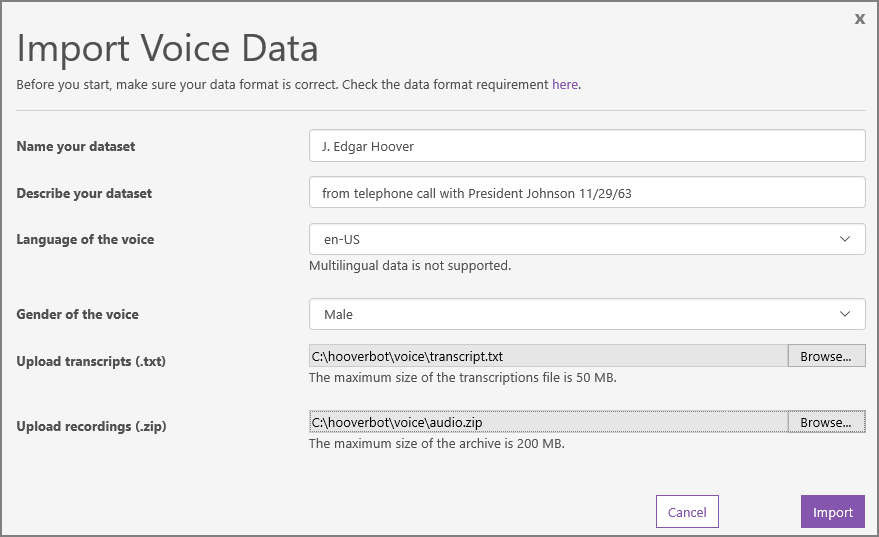 x
Import Voice Data
Before you start, make sure your data format is correct. Check the data format requirement here.
Name your dataset
J. Edgar Hoover
Describe your dataset
from telephone call with President Johnson 11/29/63
Language of the voice
en-US
Multilingual data is not supported.
Gender of the voice
Male
Upload transcripts (.txt)
C:\hooverbot\voice\transcript.txt
Browse...
The maximum size of the transcriptions file is 50 MB.
Upload recordings (.zip)
C:\hooverbot\voice\audio.zip
Browse...
The maximum size of the archive is 200 MB.
Cancel
Import